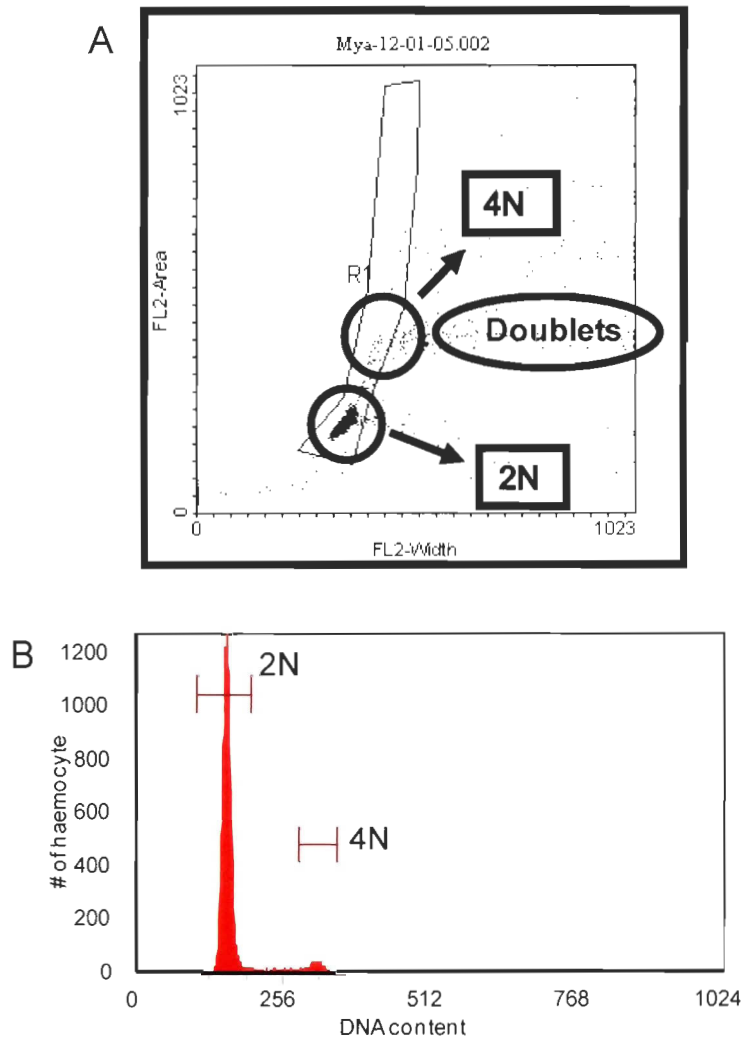 A
Mya-12-01-05.002
1023
4N
R1
FL2-Area
Doublets
2N
0
0
1023
FL2-Width
B
1200
2N
1000
800
4N
600
400
200
0
# of haemocyte
0
256
512
768
1024
DNA content